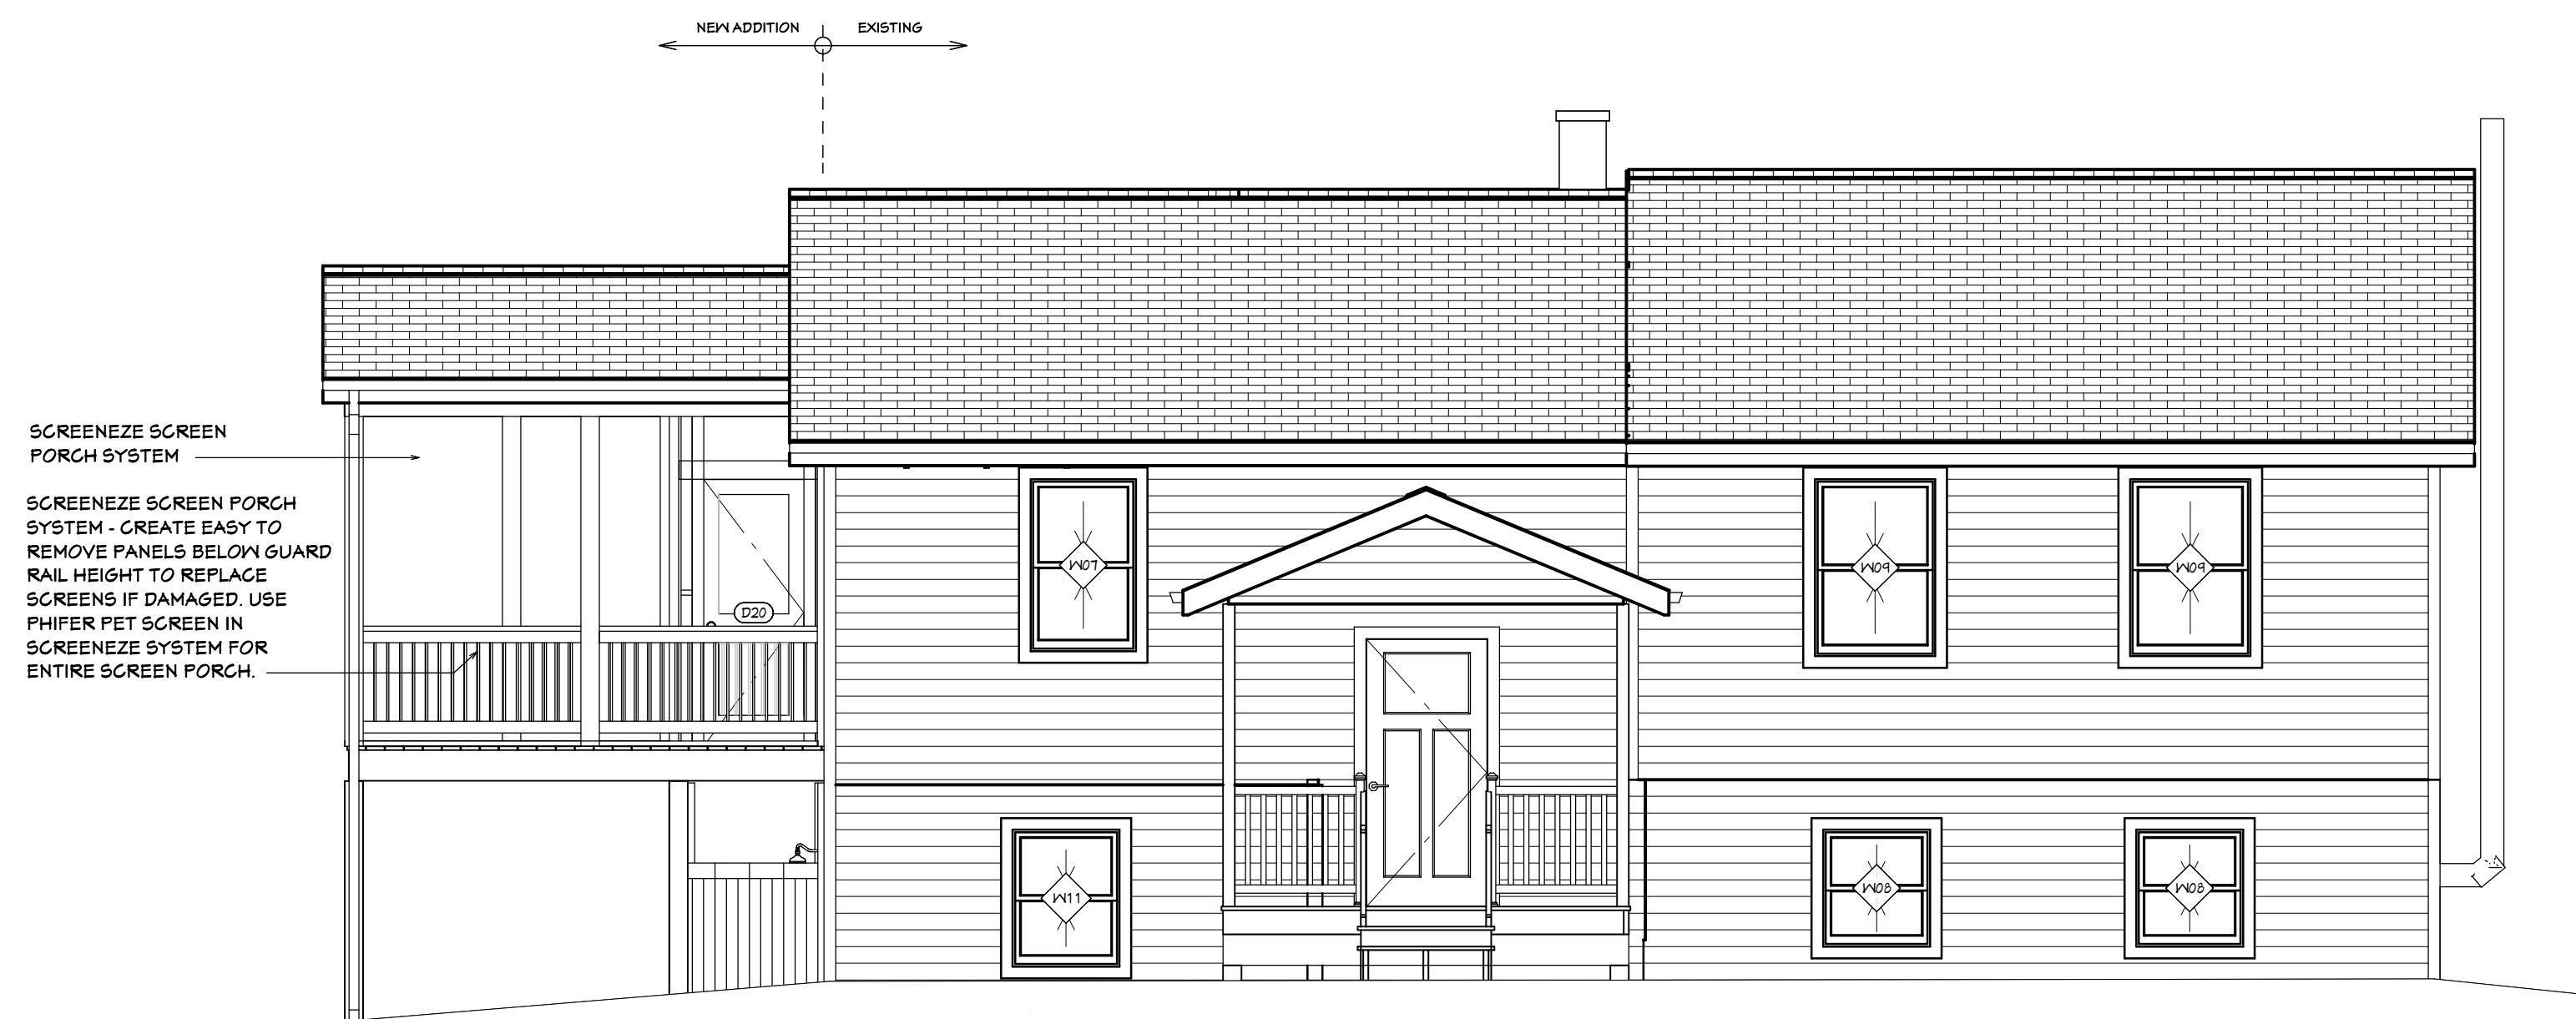 NEW ADDITION
EXISTING
SCREENEZE SCREEN
PORCH SYSTEM
SCREENEZE SCREEN PORCH
SYSTEM - CREATE EASY TO
REMOVE PANELS BELOW GUARD
RAIL HEIGHT TO REPLACE
SCREENS IF DAMAGED. USE
PHIFER PET SCREEN IN
SCREENEZE SYSTEM FOR
ENTIRE SCREEN PORCH.
W07
W09
W09
D20
W11
W08
W08